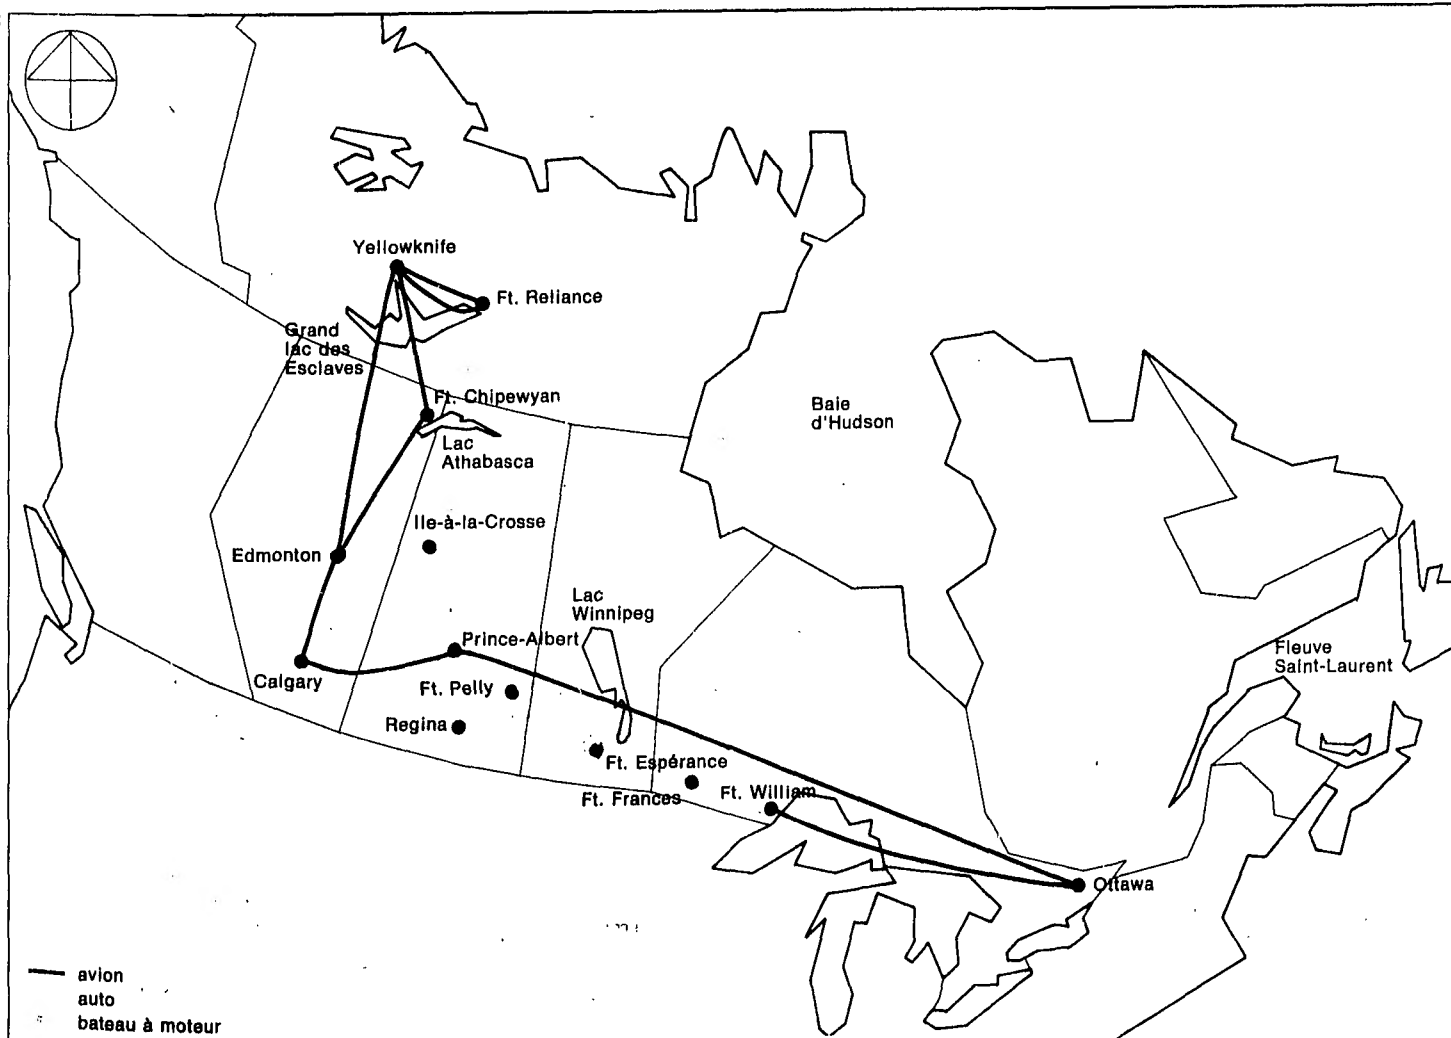 Yellowknife
Ft. Reliance
Grand
lac des
Esclaves
Ft. Chipewyan
Lac
Athabasca
Baie
d'Hudson
Ile-à-la-Crosse
Edmonton
Lac
Winnipeg
Prince-Albert
Fleuve
Saint-Laurent
Calgary
Ft. Pelly
Regina
Ft. Espérance
Ft. Frances
Ft. William
Ottawa
avion
auto
bateau à moteur